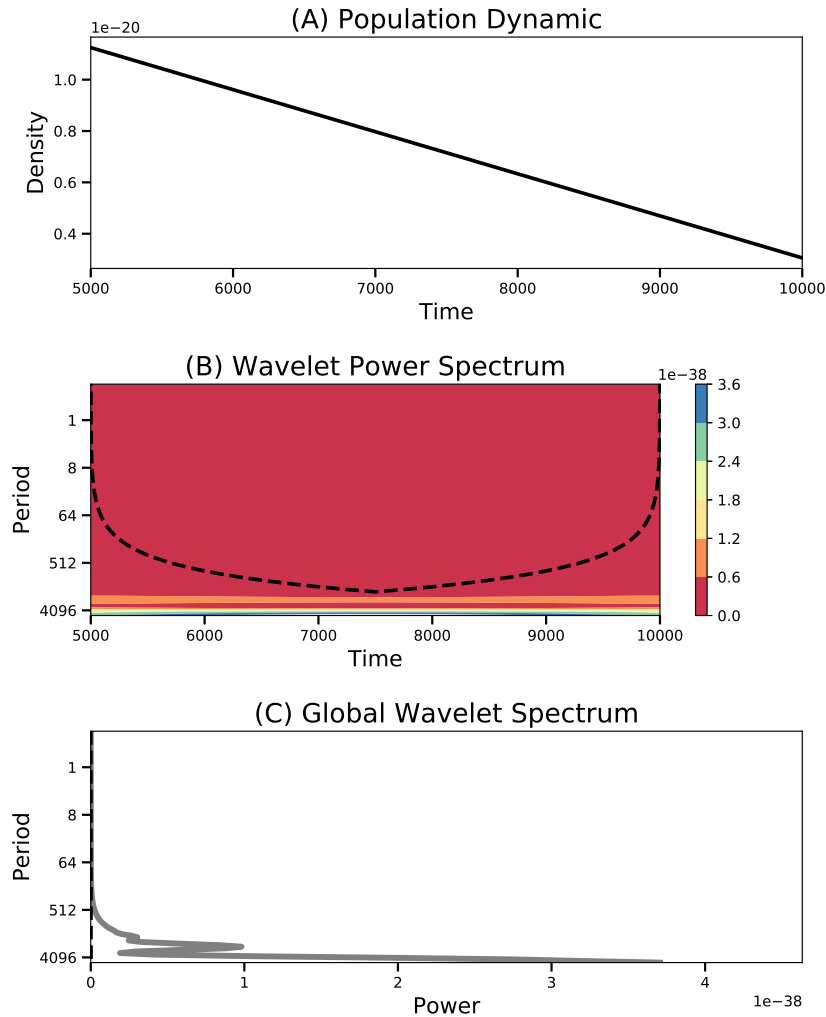 (A) Population Dynamic
1e−20
1.0
0.8
0.6
0.4
Density
5000 6000 7000 8000 9000 10000
Time
(B) Wavelet Power Spectrum
1e−38
1
8
64
512
4096
Period
5000 6000 7000 8000 9000 10000
Time
3.6
3.0
2.4
1.8
1.2
0.6
0.0
(C) Global Wavelet Spectrum
1
8
64
512
4096
Period
0 1 2 3 4
1e−38
Power